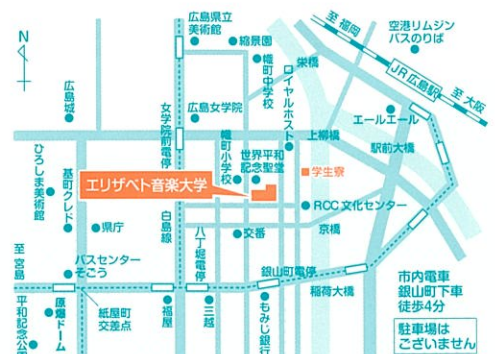 N
広島県立
美術館
縮景園
幟町中学校
ロイヤルホスト
栄橋
至福岡
空港リムジン
バスのりば
JR広島駅
至大阪
広島城
広島女学院
女学院前電停
エールエール
上柳橋
駅前大橋
ひろしま美術館
基町クレド
幟町小学校
世界平和
記念聖堂
学生寮
エリザベト音楽大学
県庁
白島線
RCC文化センター
京橋
交番
八丁堀電停
至宮島
バスセンター
そごう
銀山町電停
稲荷大橋
市内電車
銀山町下車
徒歩4分
原爆ドーム
平和記念公
紙屋町
交差点
福屋
三越
もみじ銀行
駐車場は
ございません